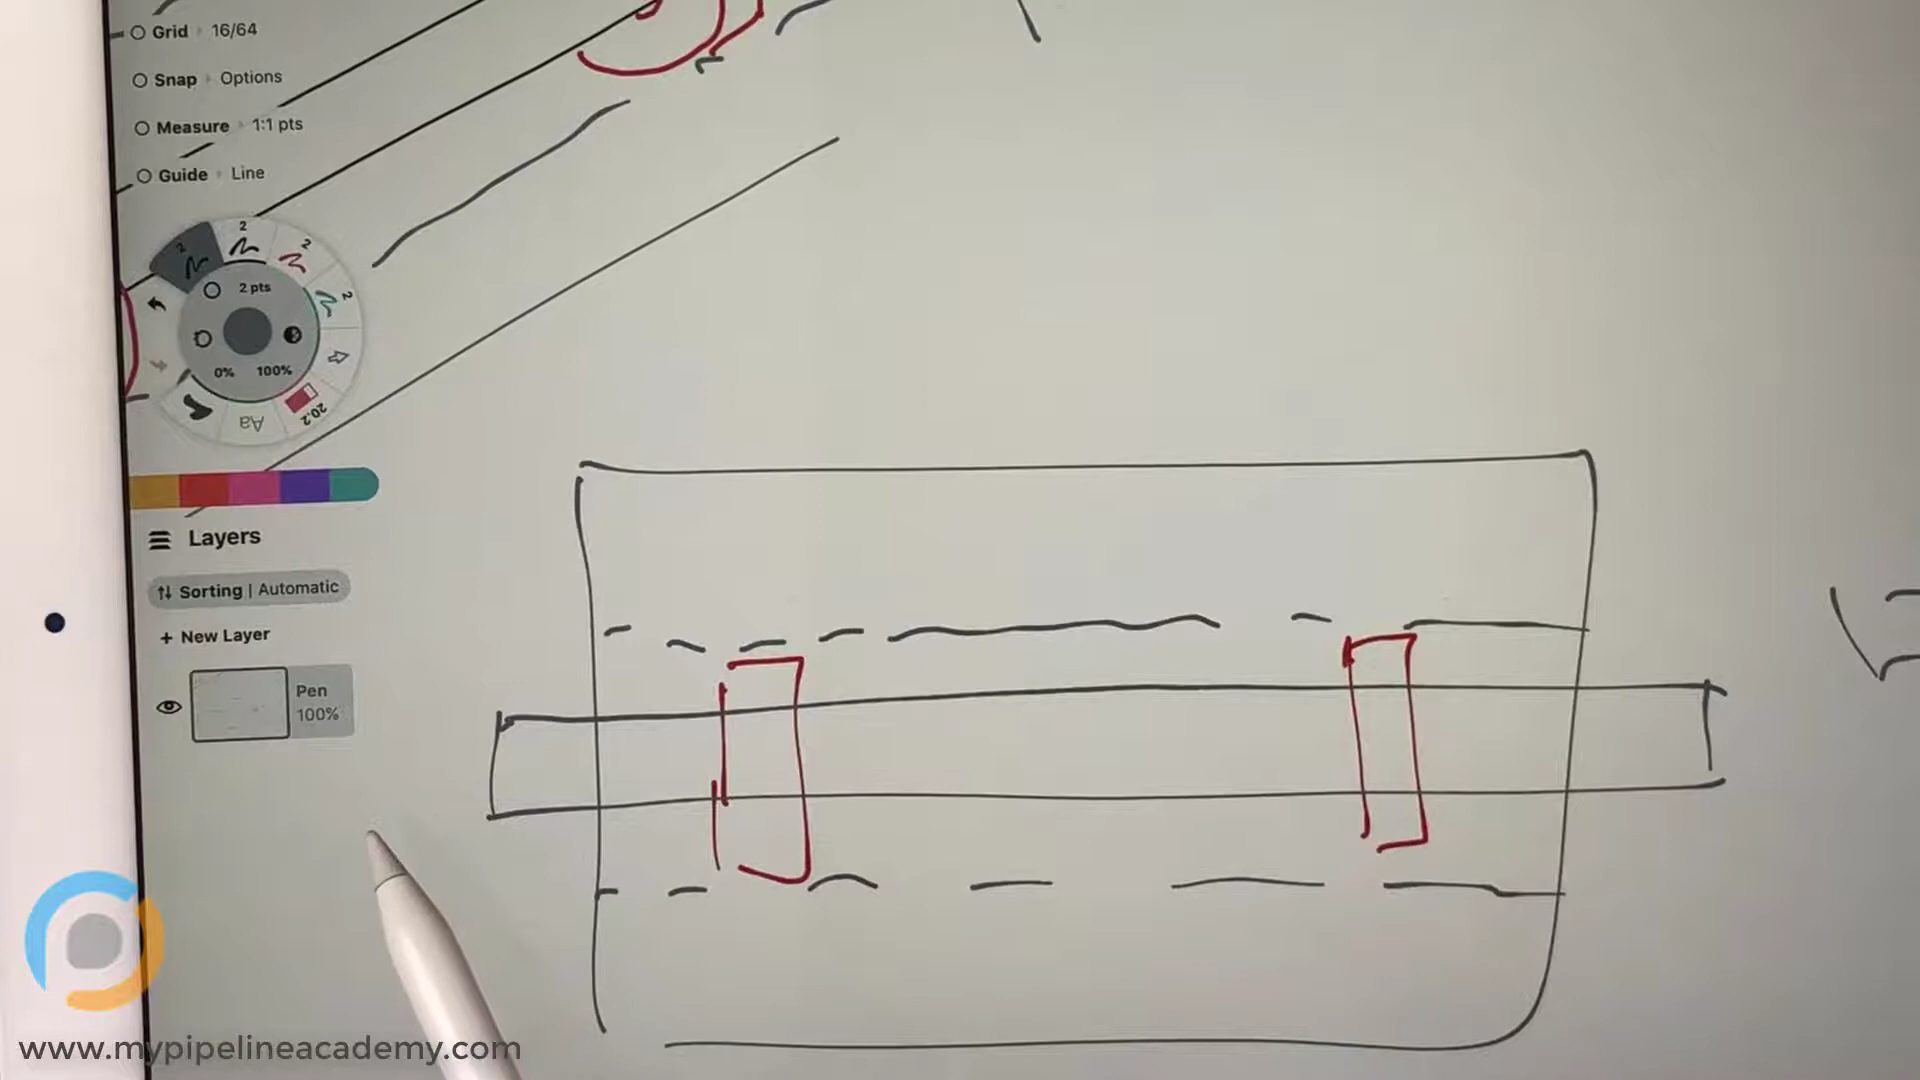 Grid 16/64
Snap Options
Measure 1:1 pts
Guide Line
2
2
2
2
2 pts
0% 100%
20.2
Aa
Layers
Sorting | Automatic
+ New Layer
Pen
100%
www.mypipelineacademy.com